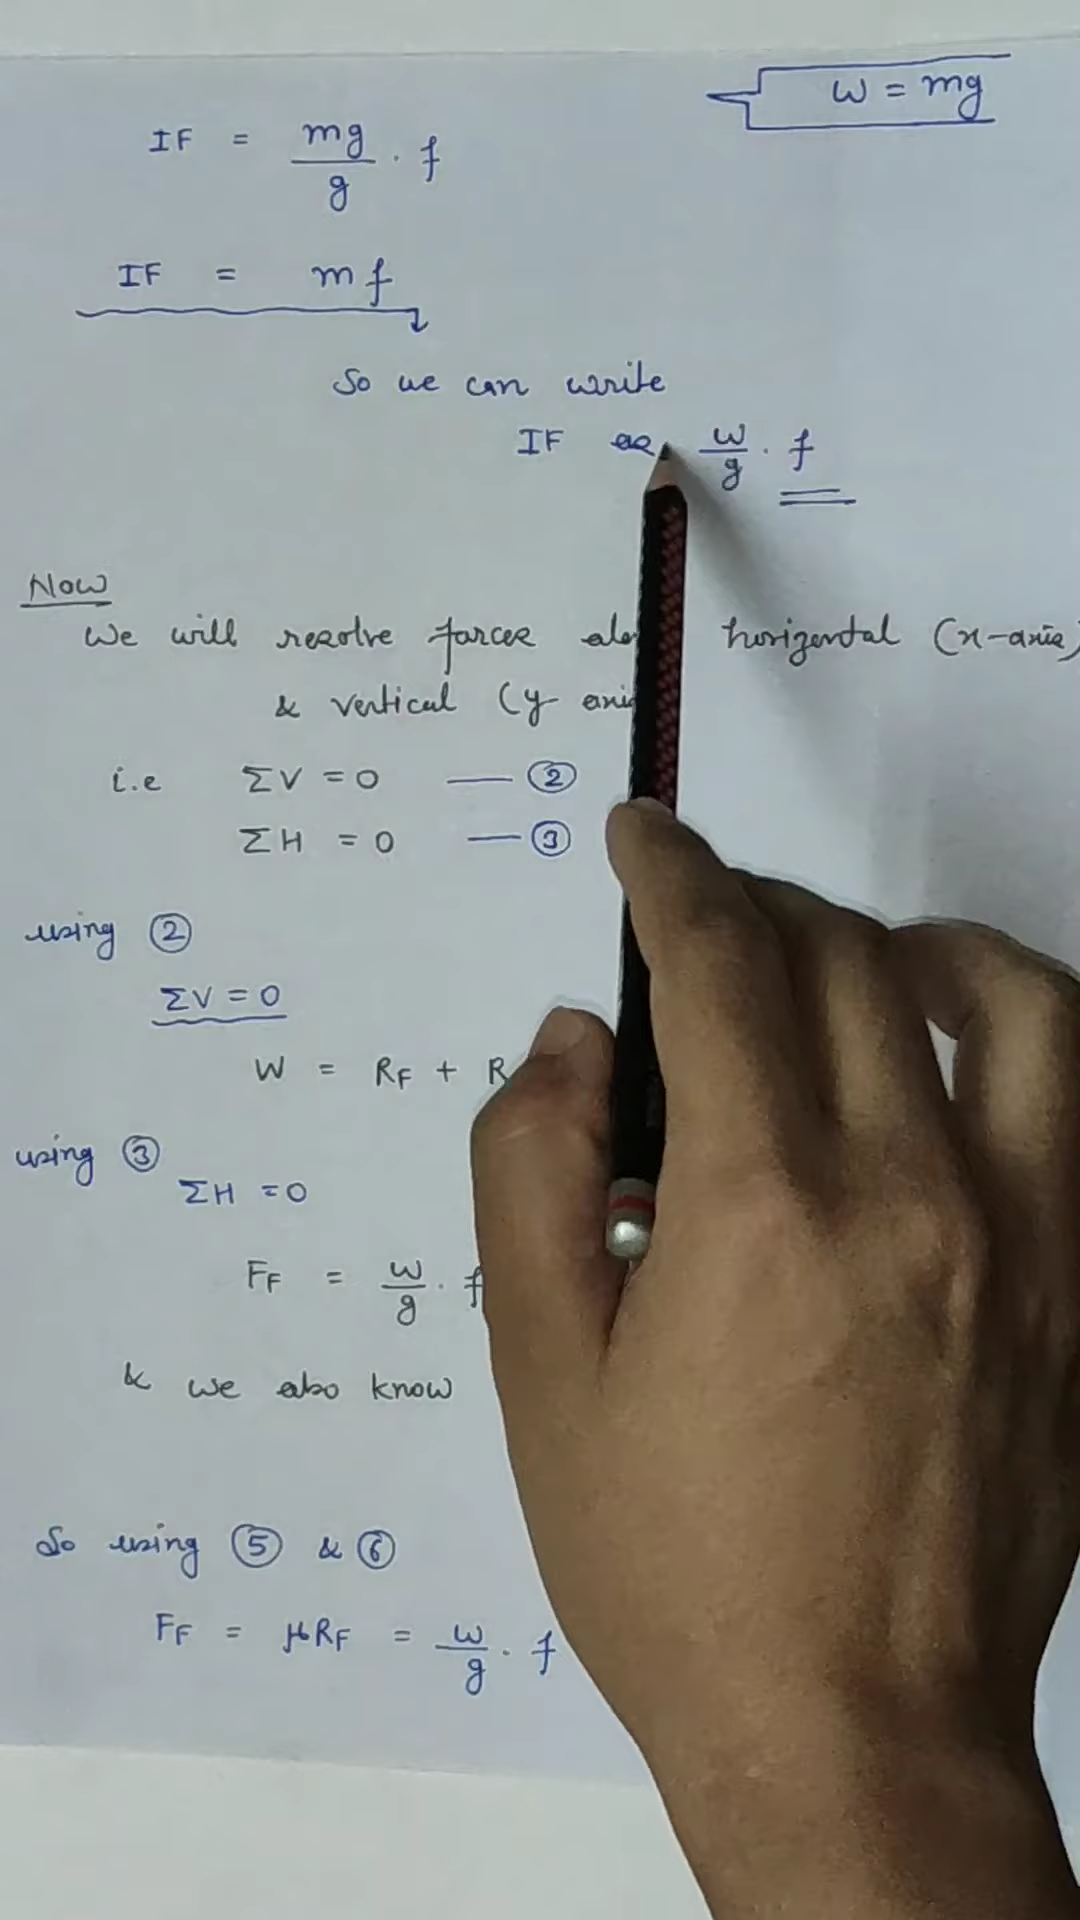 W = mg
IF = mg/g . f
IF = mf
So we can write
IF as W/g . f
Now
We will resolve forces horizental (x-axis)
& vertical (y
i.e ΣV = 0 — ②
ΣH = 0 — ③
using ②
ΣV = 0
W = RF + R
using ③
ΣH = 0
FF = W/g . f
& we also know
So using ⑤ & ⑥
FF = μRF = W/g . f